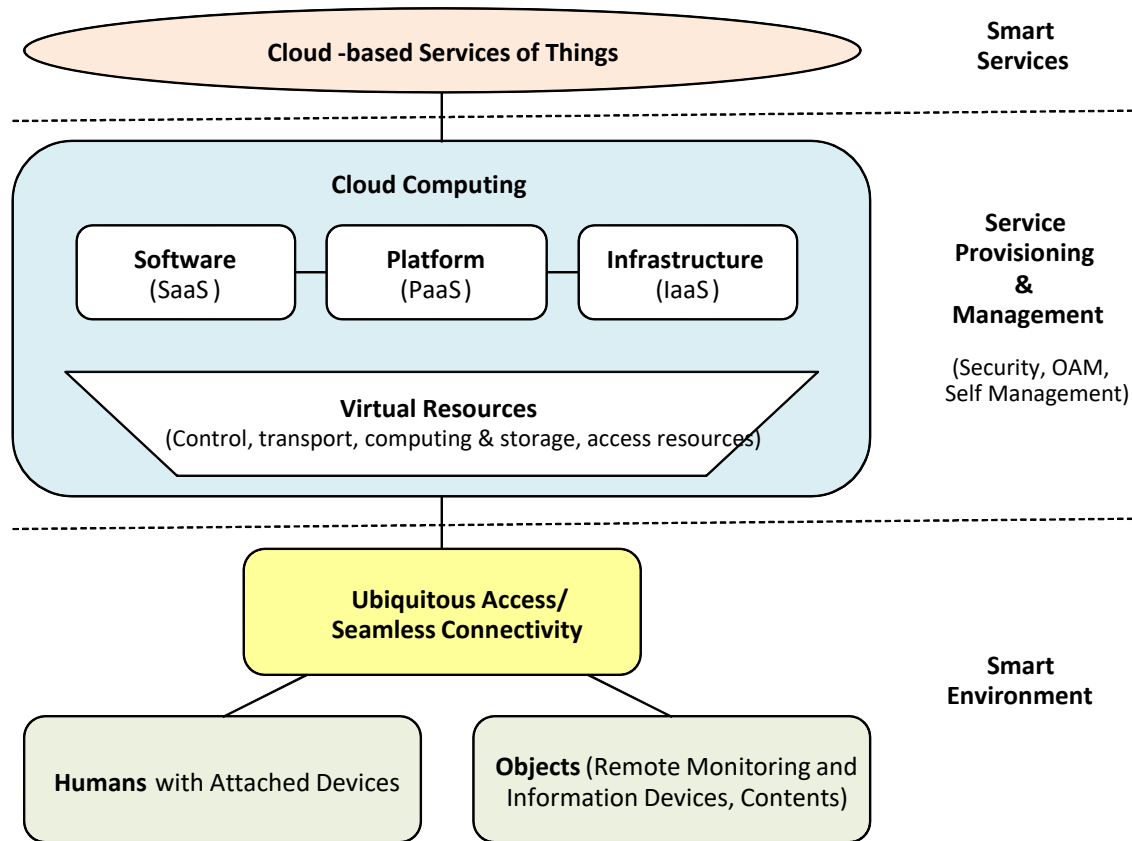 Cloud -based Services of Things
Smart
Services
Cloud Computing
Software
(SaaS )
Platform
(PaaS )
Infrastructure
(IaaS )
Virtual Resources
(Control, transport, computing & storage, access resources)
Service
Provisioning
&
Management
(Security, OAM,
Self Management)
Ubiquitous Access/
Seamless Connectivity
Humans with Attached Devices
Objects (Remote Monitoring and
Information Devices, Contents)
Smart
Environment